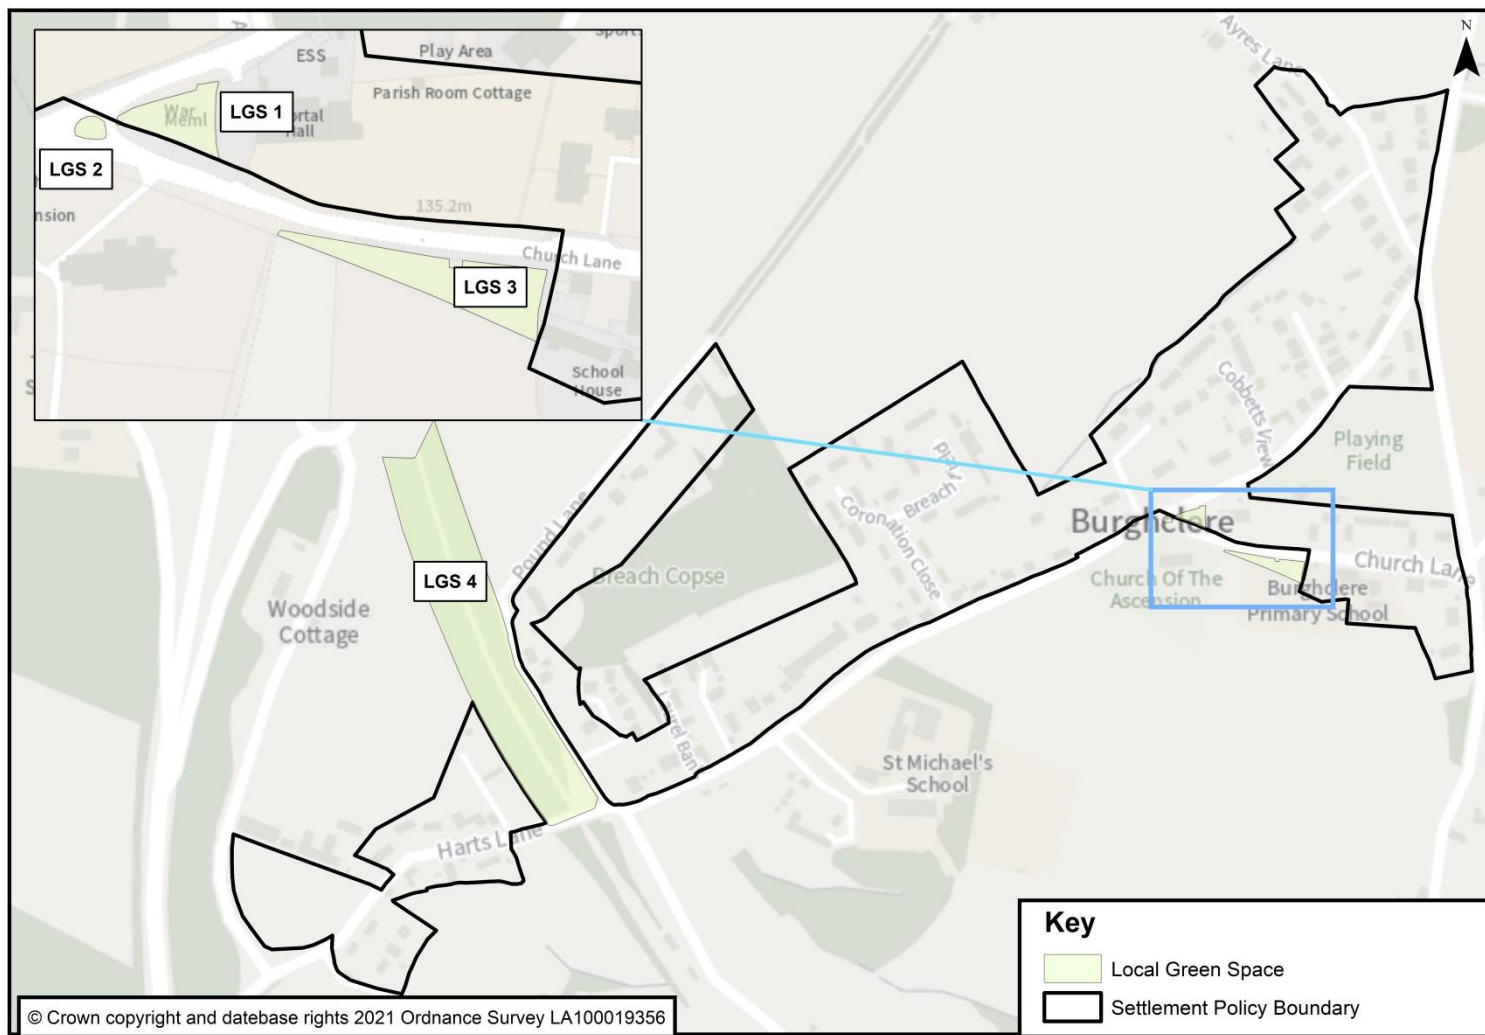 N
ESS
Play Area
Parish Room Cottage
War
Meml
LGS 1
LGS 2
Hall
135.2m
Church Lane
LGS 3
School
House
Ayres Lane
Cobbetts View
Playing
Field
Pound Lane
Breach Copse
Coronation Close
Breach
Burghclere
Church Of The
Ascension
Church Lane
Burghclere
Primary School
LGS 4
Woodside
Cottage
St Michael's
School
Harts Lane
Key
Local Green Space
Settlement Policy Boundary
© Crown copyright and datebase rights 2021 Ordnance Survey LA100019356